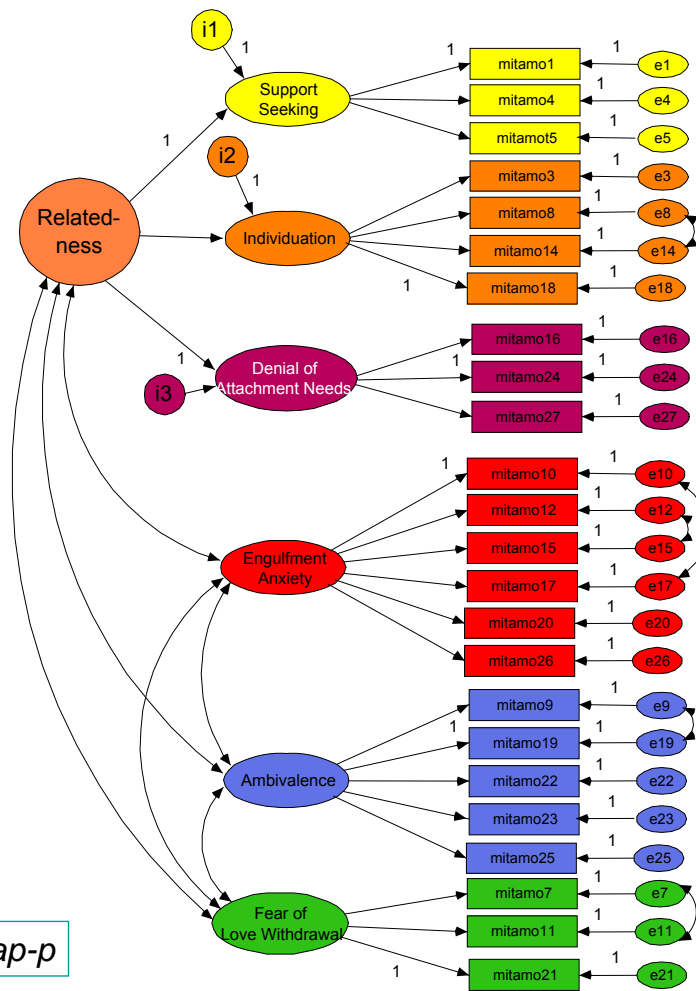 i1
1
1
1
mitamo1
e1
Support
Seeking
mitamo4
1
e4
1
mitamot5
1
e5
i2
1
mitamo3
1
e3
Related-
ness
mitamo8
1
e8
Individuation
mitamo14
1
e14
1
mitamo18
1
e18
mitamo16
1
e16
1
Denial of
Attachment Needs
1
mitamo24
1
e24
i3
mitamo27
1
e27
1
mitamo10
1
e10
mitamo12
1
e12
mitamo15
1
e15
Engulfment
Anxiety
mitamo17
1
e17
mitamo20
1
e20
mitamo26
1
e26
mitamo9
1
e9
1
mitamo19
1
e19
Ambivalence
mitamo22
1
e22
mitamo23
1
e23
mitamo25
1
e25
mitamo7
1
e7
Fear of
Love Withdrawal
mitamo11
1
e11
ap-p
1
mitamo21
1
e21